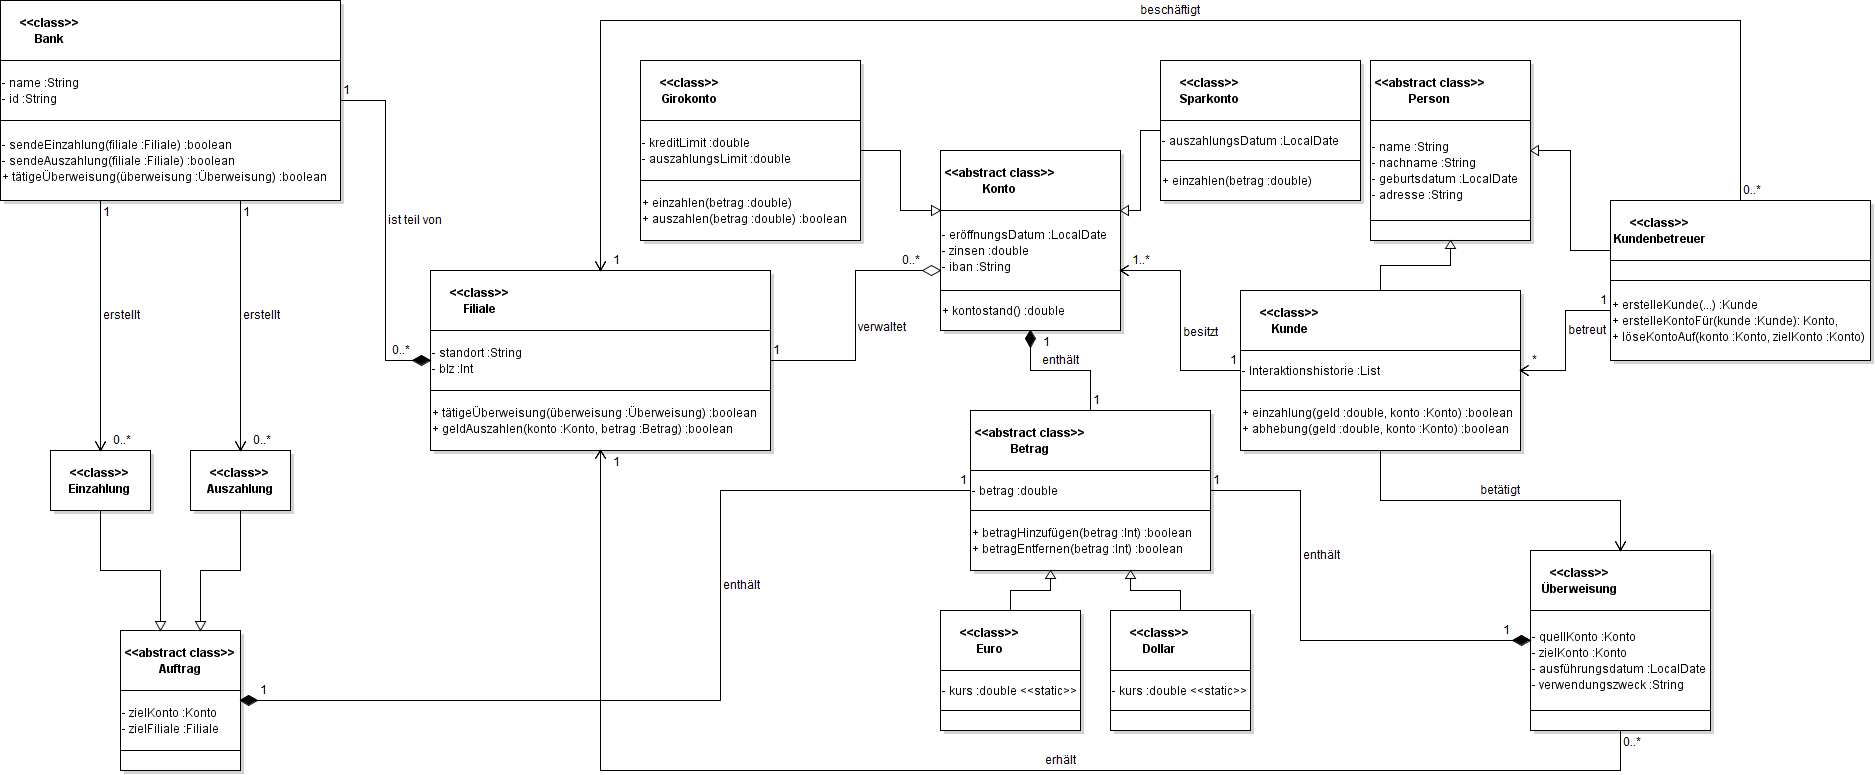 <<class>>
Bank
- name :String
- id :String
- sendeEinzahlung(filiale :Filiale) :boolean
- sendeAuszahlung(filiale :Filiale) :boolean
+ tätigeÜberweisung(überweisung :Überweisung) :boolean
1
1
1
ist teil von
0..*
erstellt
erstellt
0..*
0..*
<<class>>
Einzahlung
<<class>>
Auszahlung
<<abstract class>>
Auftrag
- zielKonto :Konto
- zielFiliale :Filiale
1
enthält
1
<<class>>
Filiale
- standort :String
- blz :Int
+ tätigeÜberweisung(überweisung :Überweisung) :boolean
+ geldAuszahlen(konto :Konto, betrag :Betrag) :boolean
1
1
1
verwaltet
0..*
beschäftigt
0..*
<<class>>
Girokonto
- kreditLimit :double
- auszahlungsLimit :double
+ einzahlen(betrag :double)
+ auszahlen(betrag :double) :boolean
<<abstract class>>
Konto
- eröffnungsDatum :LocalDate
- zinsen :double
- iban :String
+ kontostand() :double
1
enthält
1
<<class>>
Sparkonto
- auszahlungsDatum :LocalDate
+ einzahlen(betrag :double)
<<abstract class>>
Person
- name :String
- nachname :String
- geburtsdatum :LocalDate
- adresse :String
<<class>>
Kundenbetreuer
+ erstelleKunde(...) :Kunde
+ erstelleKontoFür(kunde :Kunde): Konto,
+ löseKontoAuf(konto :Konto, zielKonto :Konto)
1
betreut
*
<<class>>
Kunde
- Interaktionshistorie :List
+ einzahlung(geld :double, konto :Konto) :boolean
+ abhebung(geld :double, konto :Konto) :boolean
1..*
besitzt
1
betätigt
<<abstract class>>
Betrag
- betrag :double
+ betragHinzufügen(betrag :Int) :boolean
+ betragEntfernen(betrag :Int) :boolean
1
enthält
1
<<class>>
Euro
- kurs :double <<static>>
<<class>>
Dollar
- kurs :double <<static>>
<<class>>
Überweisung
- quellKonto :Konto
- zielKonto :Konto
- ausführungsdatum :LocalDate
- verwendungszweck :String
0..*
erhält